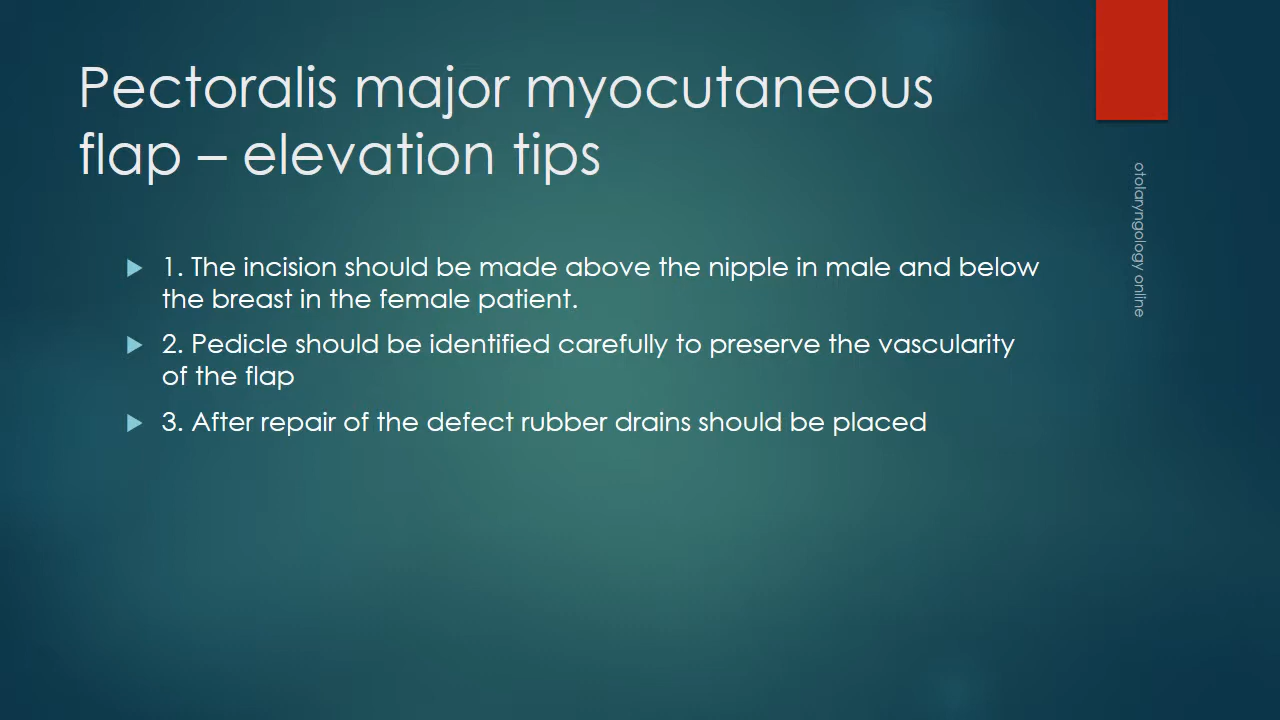 Pectoralis major myocutaneous
flap – elevation tips
1. The incision should be made above the nipple in male and below
the breast in the female patient.
2. Pedicle should be identified carefully to preserve the vascularity
of the flap
3. After repair of the defect rubber drains should be placed
otolaryngology online